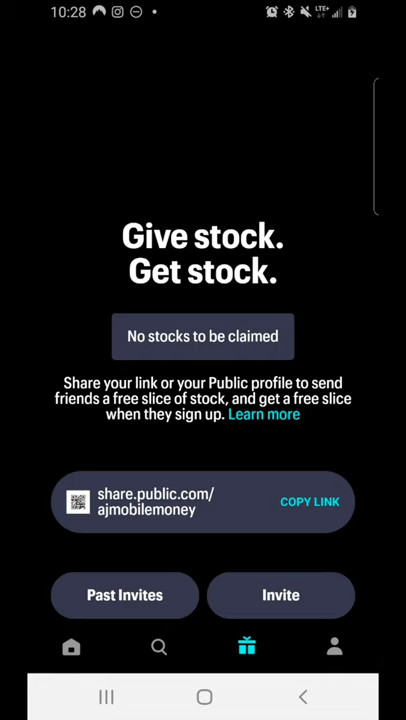 10:28
LTE+
Give stock.
Get stock.
No stocks to be claimed
Share your link or your Public profile to send
friends a free slice of stock, and get a free slice
when they sign up. Learn more
share.public.com/
ajmobilemoney
COPY LINK
Past Invites
Invite